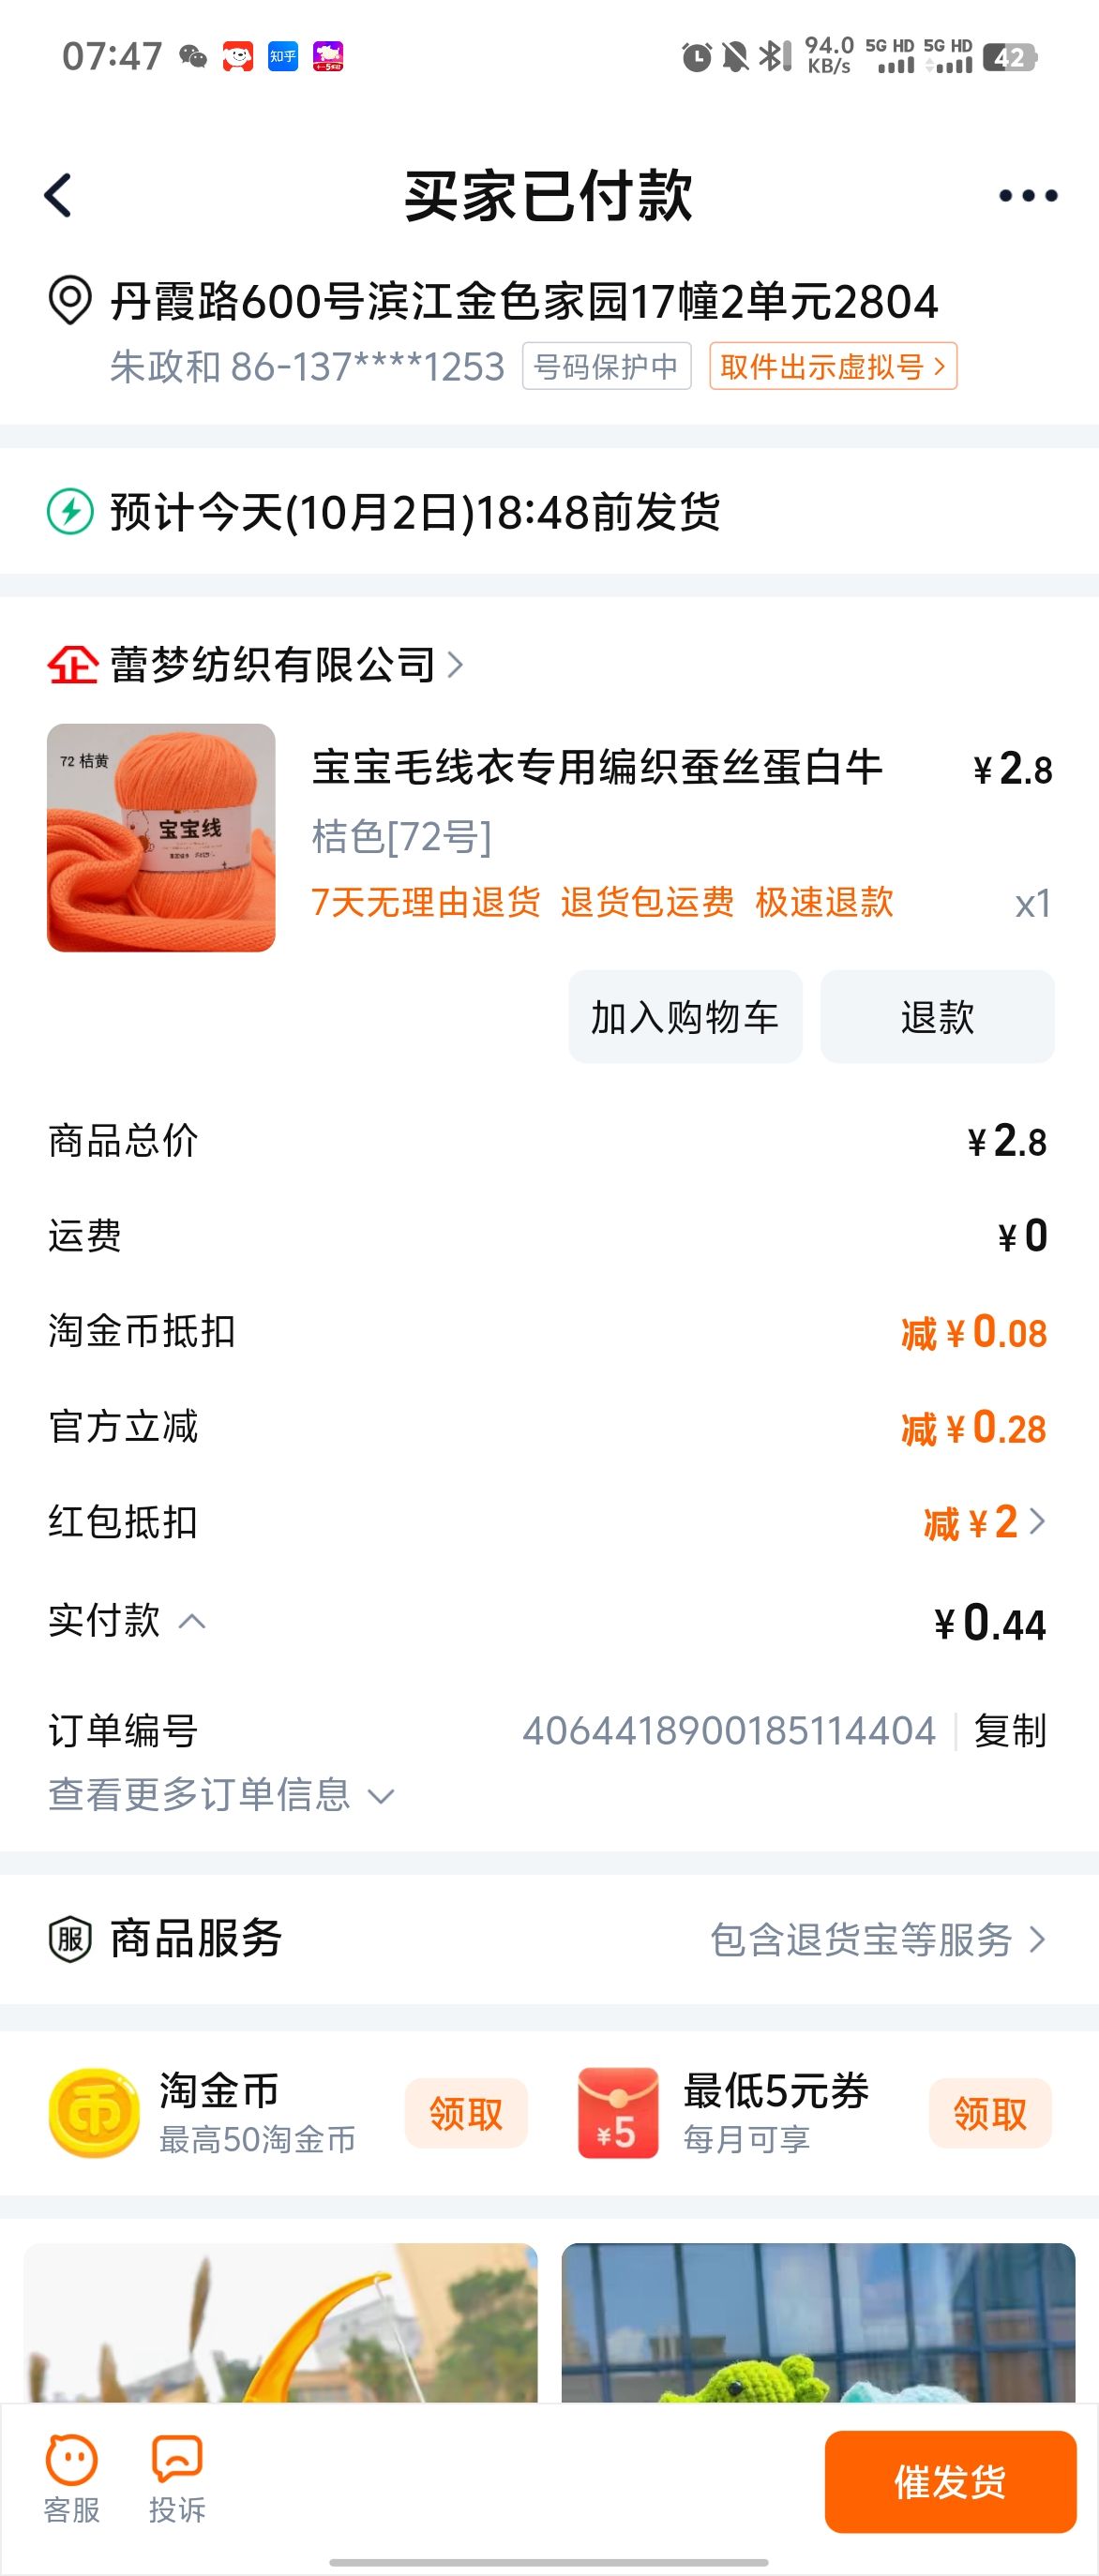 07:47
知乎
94.0 KB/s 5G HD 5G HD 42
买家已付款
丹霞路600号滨江金色家园17幢2单元2804
朱政和 86-137****1253 号码保护中 取件出示虚拟号
预计今天(10月2日)18:48前发货
企 蕾梦纺织有限公司
72 桔黄
宝宝线
宝宝毛线衣专用编织蚕丝蛋白牛 ¥2.8
桔色[72号]
7天无理由退货 退货包运费 极速退款 x1
加入购物车 退款
商品总价 ¥2.8
运费 ¥0
淘金币抵扣 减¥0.08
官方立减 减¥0.28
红包抵扣 减¥2
实付款 ¥0.44
订单编号 4064418900185114404 复制
查看更多订单信息
服 商品服务 包含退货宝等服务
币 淘金币 领取 ¥5 最低5元券 领取
最高50淘金币 每月可享
客服 投诉 催发货